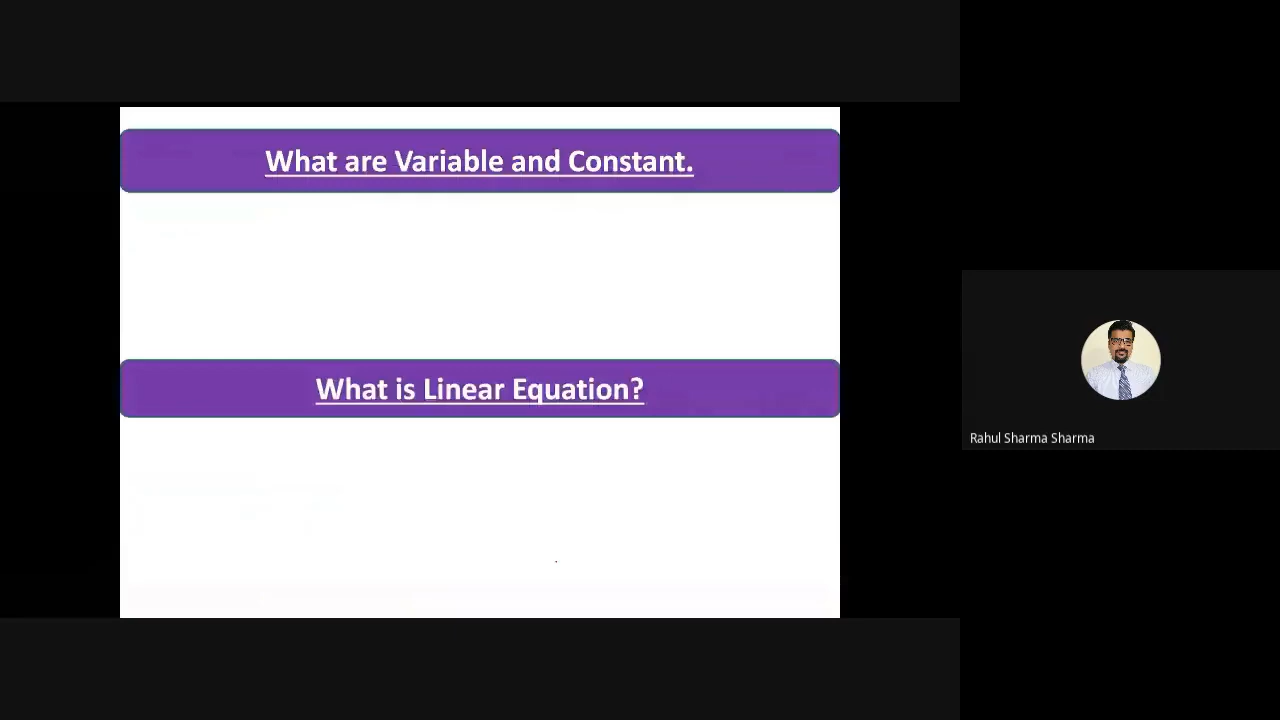 What are Variable and Constant.
What is Linear Equation?
Rahul Sharma Sharma